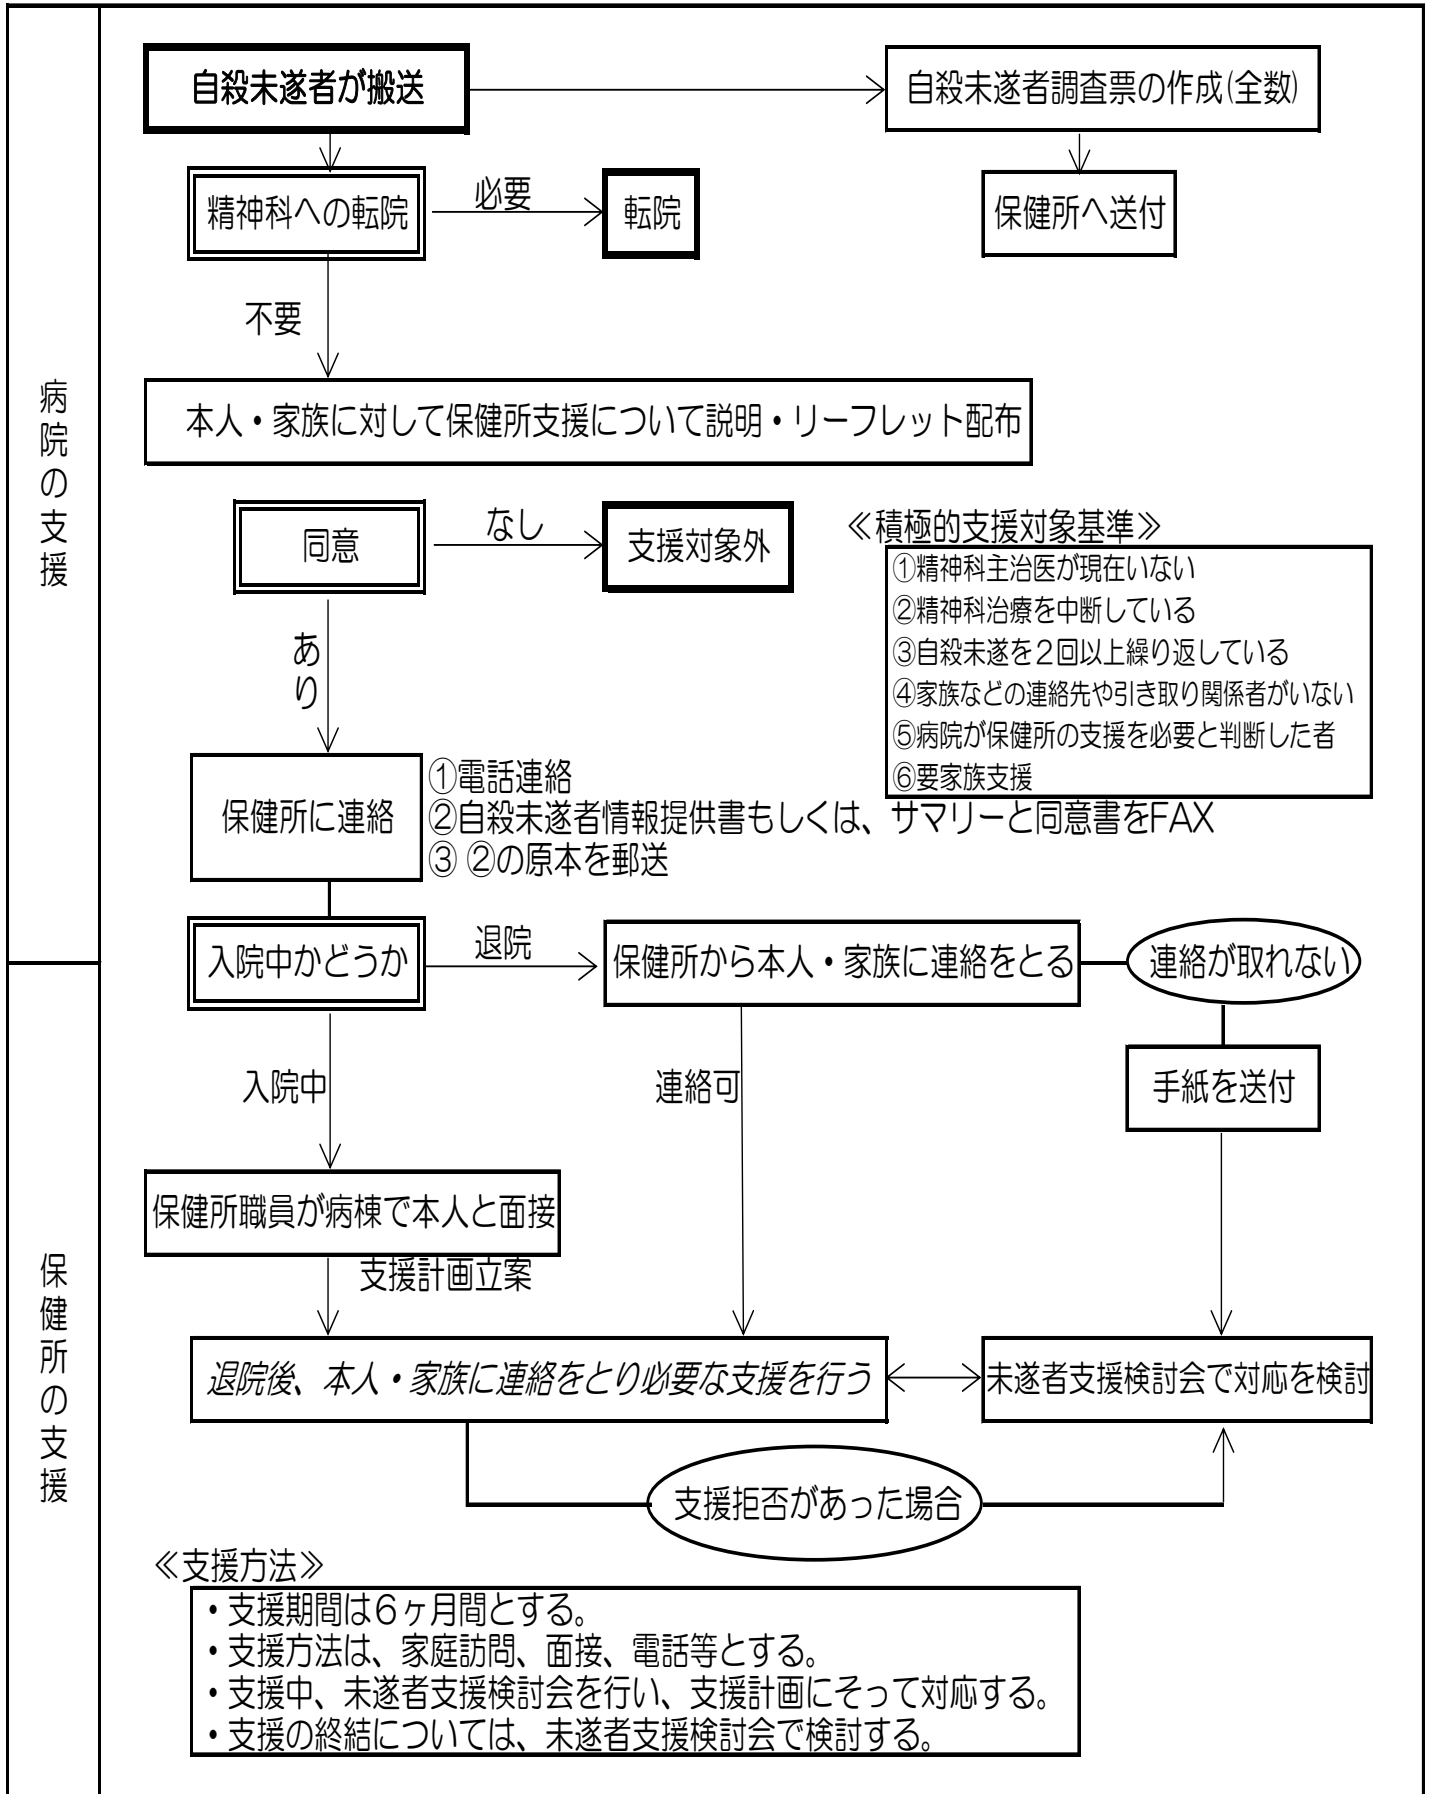 自殺未遂者が搬送
自殺未遂者調査票の作成(全数)
精神科への転院
必要
転院
保健所へ送付
不要
病院の支援
本人・家族に対して保健所支援について説明・リーフレット配布
同意
なし
支援対象外
≪積極的支援対象基準≫
①精神科主治医が現在いない
②精神科治療を中断している
③自殺未遂を２回以上繰り返している
④家族などの連絡先や引き取り関係者がいない
⑤病院が保健所の支援を必要と判断した者
⑥要家族支援
あり
保健所に連絡
①電話連絡
②自殺未遂者情報提供書もしくは、サマリーと同意書をFAX
③ ②の原本を郵送
入院中かどうか
退院
保健所から本人・家族に連絡をとる
連絡が取れない
入院中
連絡可
手紙を送付
保健所職員が病棟で本人と面接
支援計画立案
保健所の支援
退院後、本人・家族に連絡をとり必要な支援を行う
未遂者支援検討会で対応を検討
支援拒否があった場合
≪支援方法≫
・支援期間は６ヶ月間とする。
・支援方法は、家庭訪問、面接、電話等とする。
・支援中、未遂者支援検討会を行い、支援計画にそって対応する。
・支援の終結については、未遂者支援検討会で検討する。